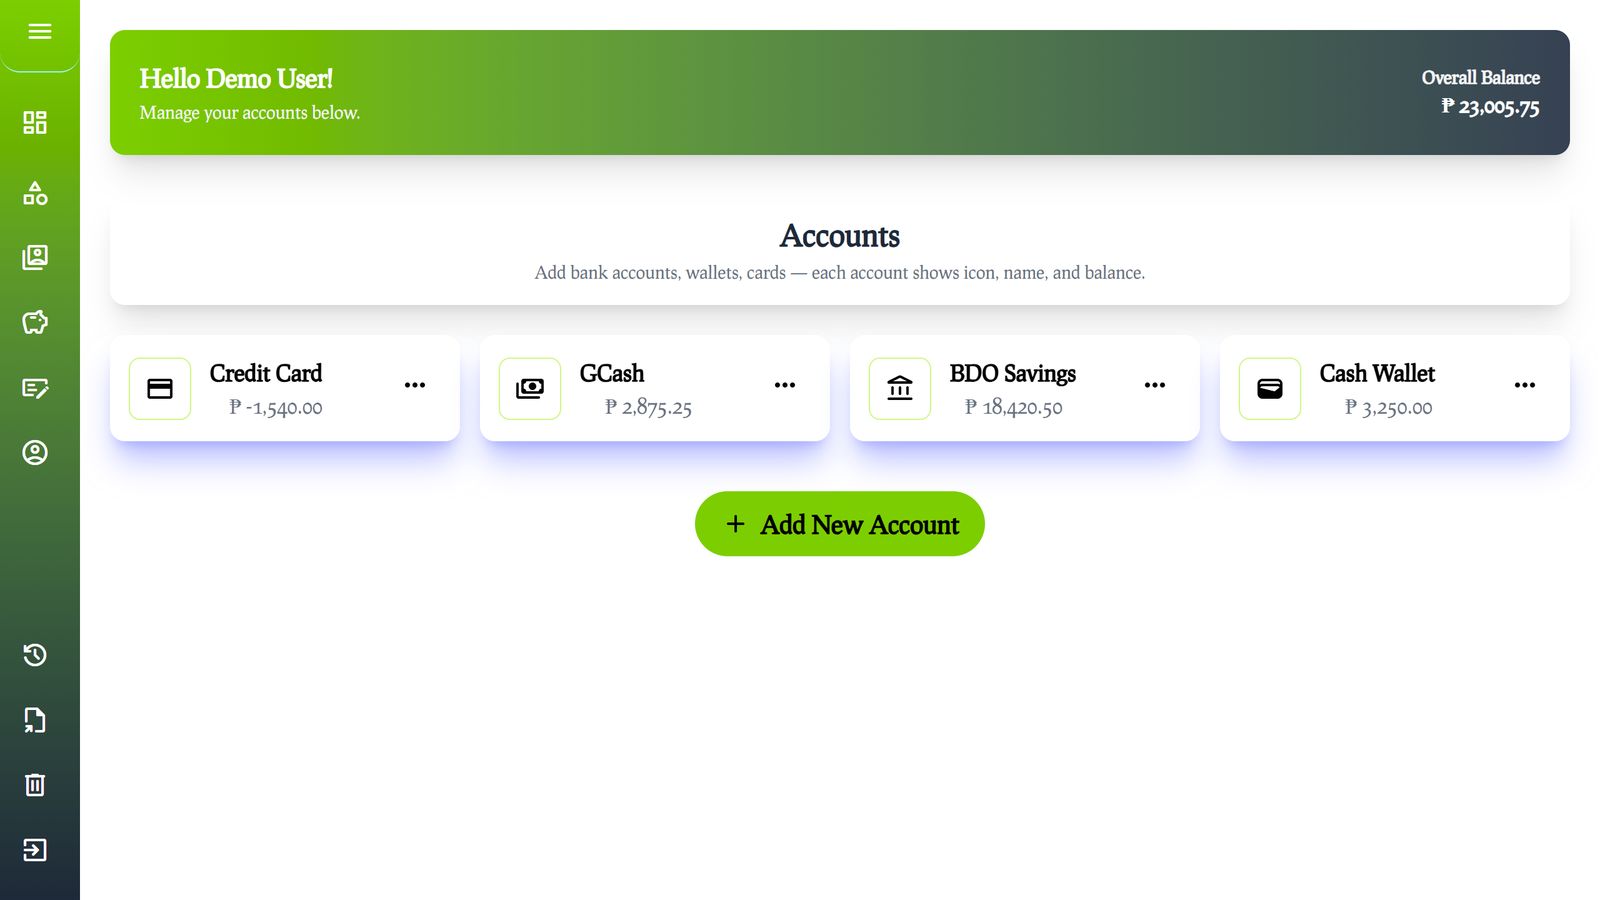 Hello Demo User!
Manage your accounts below.
Overall Balance
₱ 23,005.75
Accounts
Add bank accounts, wallets, cards — each account shows icon, name, and balance.
Credit Card
₱ -1,540.00
GCash
₱ 2,875.25
BDO Savings
₱ 18,420.50
Cash Wallet
₱ 3,250.00
+ Add New Account